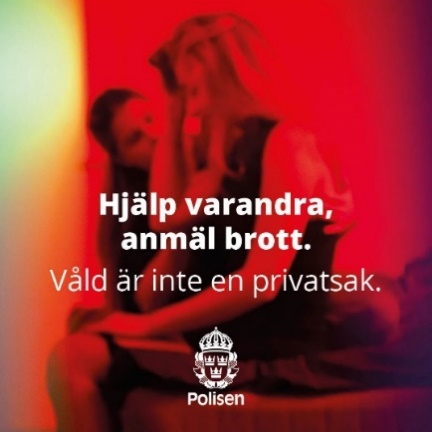 Hjälp varandra,
anmäl brott.
Våld är inte en privatsak.
Polisen